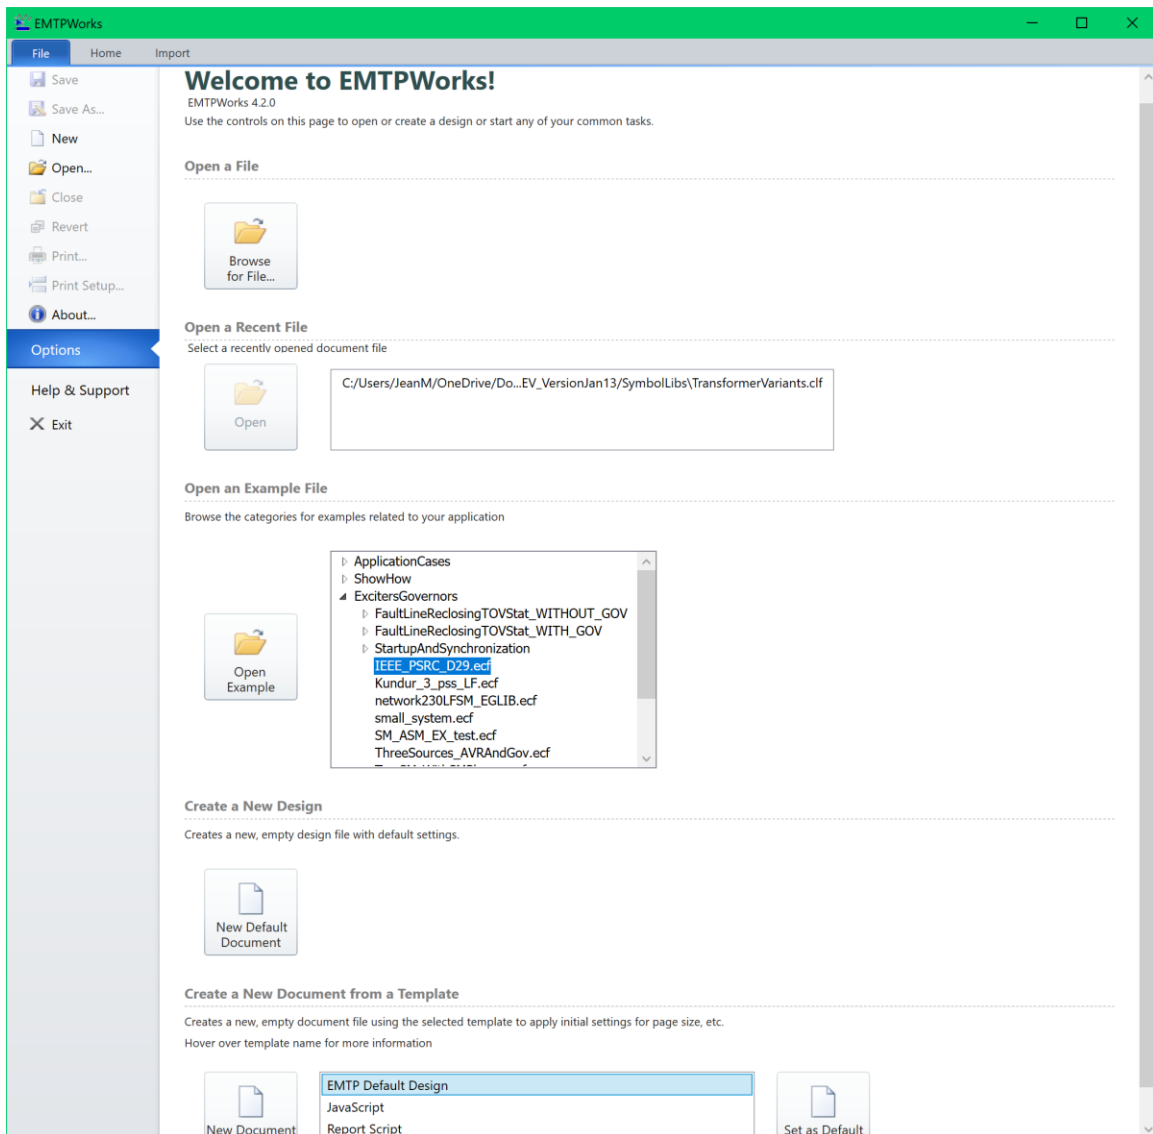 EMTPWorks
File
Home
Import
Save
Save As...
New
Open...
Close
Revert
Print...
Print Setup...
About...
Options
Help & Support
Exit
Welcome to EMTPWorks!
EMTPWorks 4.2.0
Use the controls on this page to open or create a design or start any of your common tasks.
Open a File
Browse
for File...
Open a Recent File
Select a recently opened document file
Open
C:/Users/JeanM/OneDrive/Do...EV_VersionJan13/SymbolLibs\TransformerVariants.clf
Open an Example File
Browse the categories for examples related to your application
Open
Example
ApplicationCases
ShowHow
ExcitersGovernors
FaultLineReclosingTOVStat_WITHOUT_GOV
FaultLineReclosingTOVStat_WITH_GOV
StartupAndSynchronization
IEEE_PSRC_D29.ecf
Kundur_3_pss_LF.ecf
network230LFSM_EGLIB.ecf
small_system.ecf
SM_ASM_EX_test.ecf
ThreeSources_AVRAndGov.ecf
Create a New Design
Creates a new, empty design file with default settings.
New Default
Document
Create a New Document from a Template
Creates a new, empty document file using the selected template to apply initial settings for page size, etc.
Hover over template name for more information
New Document
EMTP Default Design
JavaScript
Report Script
Set as Default